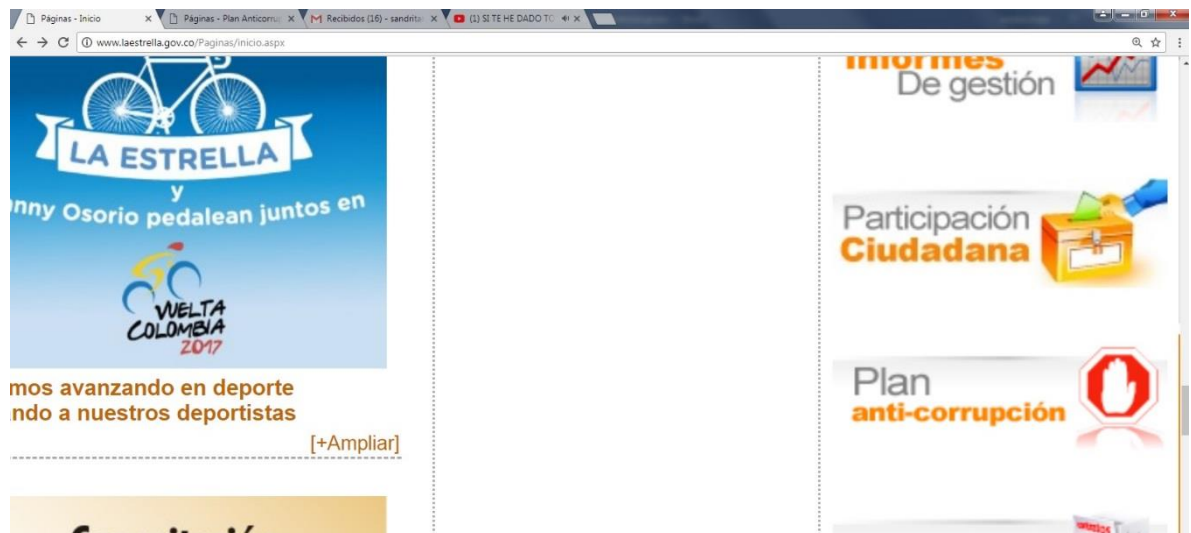 Páginas - Inicio
Páginas - Plan Anticorrup
Recibidos (16) - sandrita
(1) SI TE HE DADO TO
www.laestrella.gov.co/Paginas/inicio.aspx
LA ESTRELLA
y
nny Osorio pedalean juntos en
VUELTA
COLOMBIA
2017
mos avanzando en deporte
ndo a nuestros deportistas
[+Ampliar]
Informes
De gestión
Participación
Ciudadana
Plan
anti-corrupción